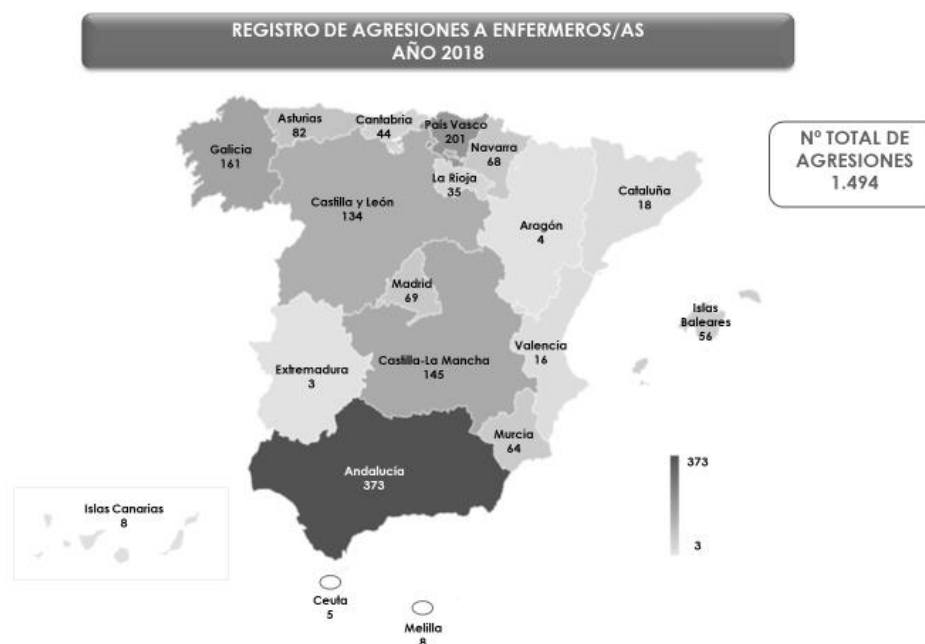 REGISTRO DE AGRESIONES A ENFERMEROS/AS
AÑO 2018
Nº TOTAL DE
AGRESIONES
1.494
Asturias
82
Cantabria
44
País Vasco
201
Navarra
68
Galicia
161
La Rioja
35
Cataluña
18
Castilla y León
134
Aragón
4
Madrid
69
Islas
Baleares
56
Valencia
16
Castilla-La Mancha
145
Extremadura
3
Murcia
64
Andalucía
373
373
3
Islas Canarias
8
Ceuta
5
Melilla
8